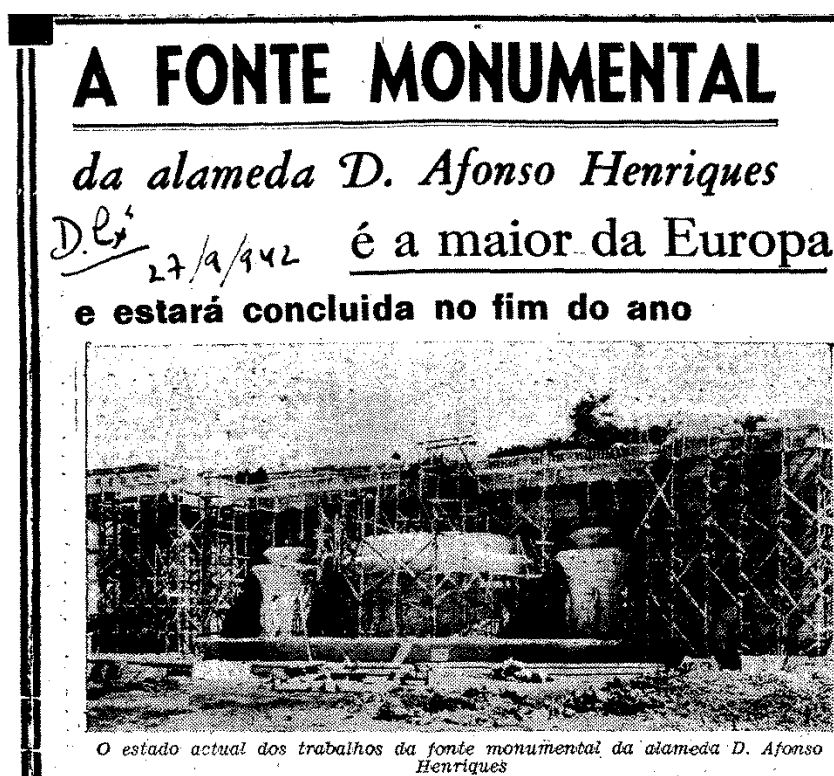 A FONTE MONUMENTAL
da alameda D. Afonso Henriques
D. Lxª
27/9/942
é a maior da Europa
e estará concluida no fim do ano
O estado actual dos trabalhos da fonte monumental da alameda D. Afonso
Henriques